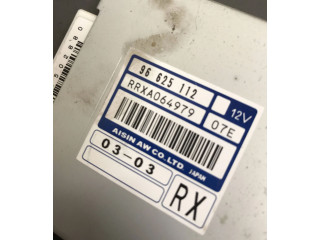 96 625 112
12V
RRXA064979
07E
AISIN AW CO., LTD. JAPAN
03-03
RX